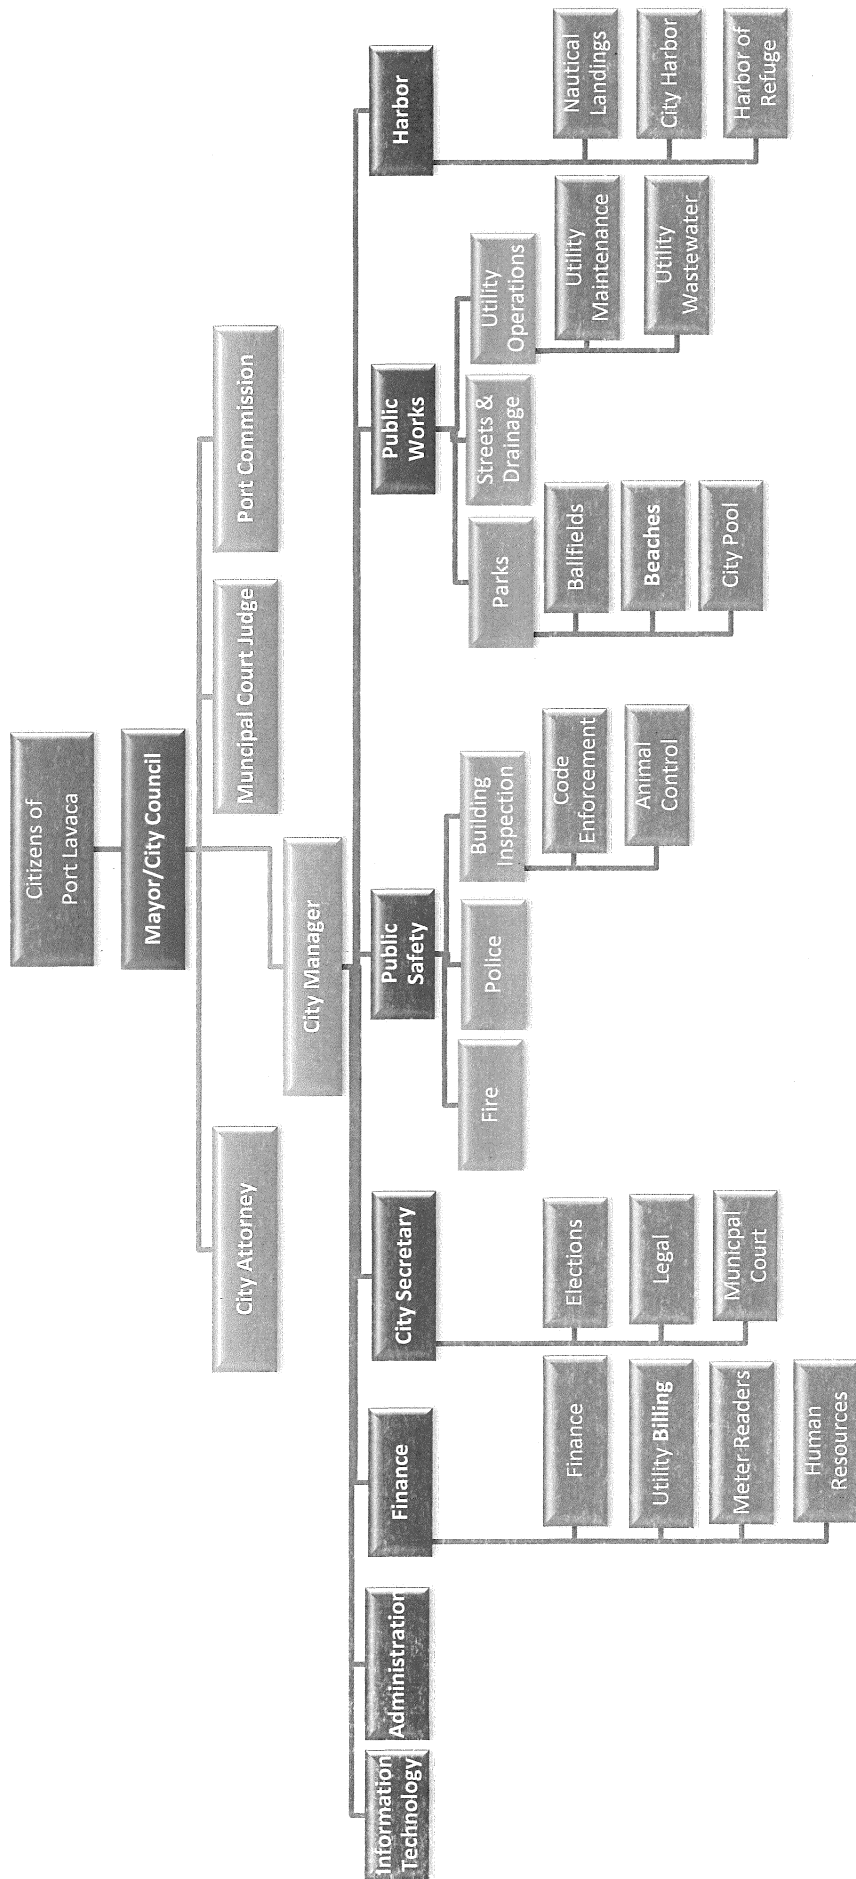 Citizens of
Port Lavaca
Mayor/City Council
City Attorney
Muncipal Court Judge
Port Commission
City Manager
Information
Technology
Administration
Finance
City Secretary
Public
Safety
Public
Works
Harbor
Finance
Utility Billing
Meter Readers
Human
Resources
Elections
Legal
Municpal
Court
Fire
Police
Building
Inspection
Code
Enforcement
Animal
Control
Parks
Streets &
Drainage
Utility
Operations
Ballfields
Beaches
City Pool
Utility
Maintenance
Utility
Wastewater
Nautical
Landings
City Harbor
Harbor of
Refuge